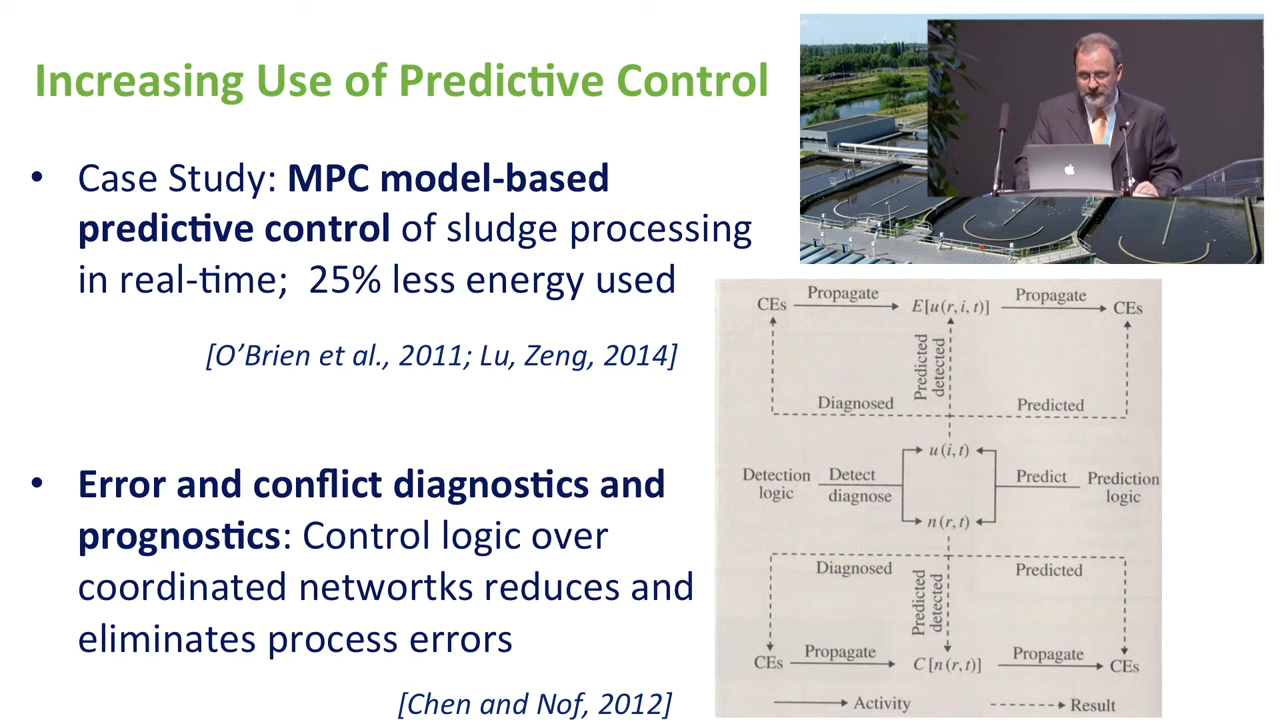 Increasing Use of Predictive Control
• Case Study: MPC model-based
predictive control of sludge processing
in real-time; 25% less energy used
[O’Brien et al., 2011; Lu, Zeng, 2014]
• Error and conflict diagnostics and
prognostics: Control logic over
coordinated networtks reduces and
eliminates process errors
[Chen and Nof, 2012]
CEs Propagate E[u(r,i,t)] Propagate CEs
Predicted
detected
Diagnosed Predicted
u(i,t)
Detection
logic
Detect
diagnose
Predict
Prediction
logic
n(r,t)
Diagnosed Predicted
Predicted
detected
CEs Propagate C[n(r,t)] Propagate CEs
Activity Result